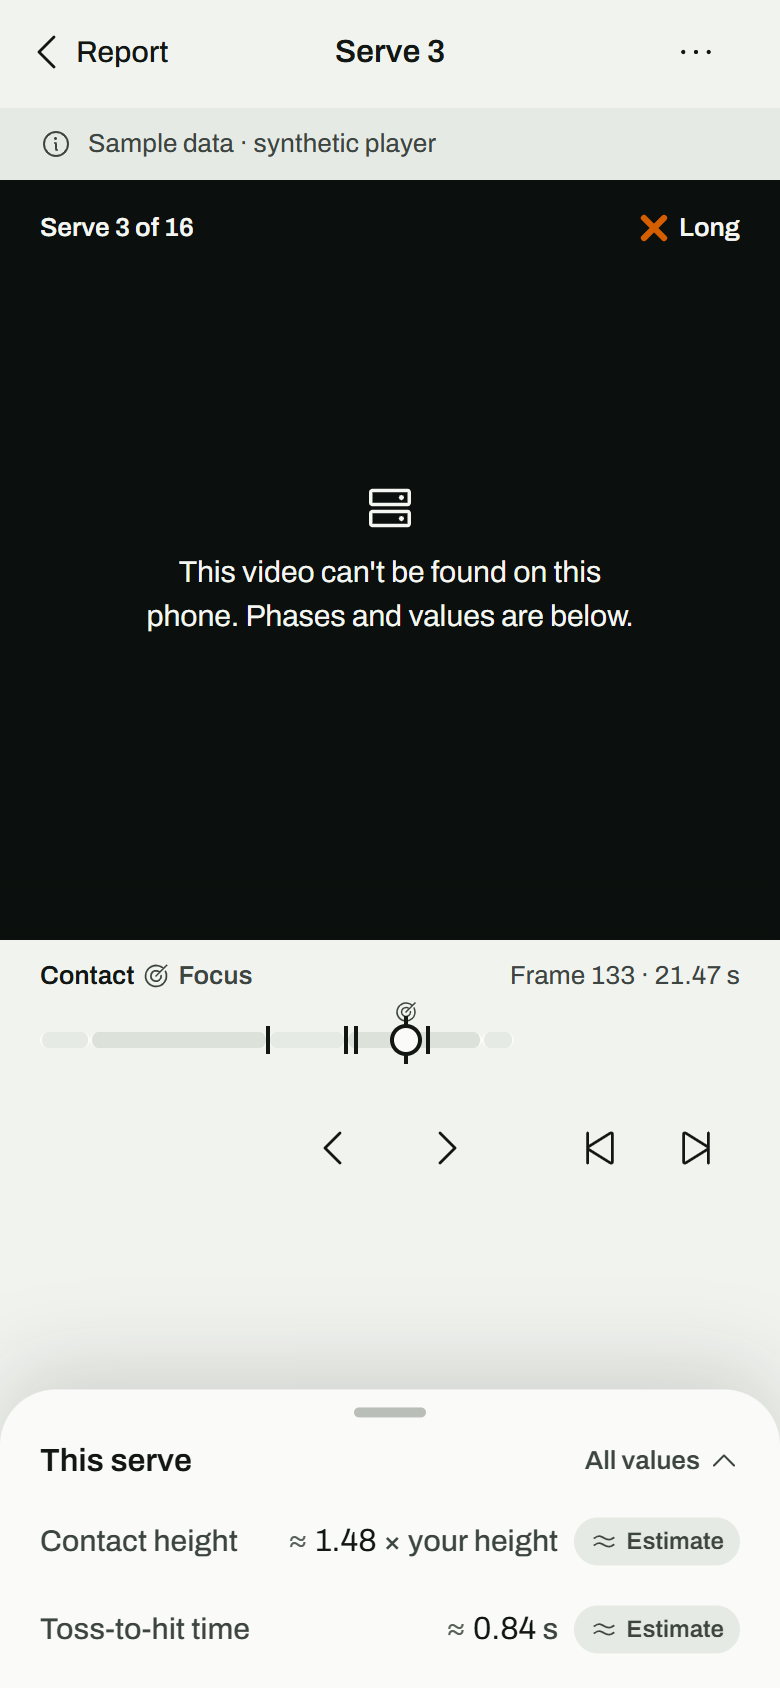 Report
Serve 3
Sample data · synthetic player
Serve 3 of 16
Long
This video can't be found on this
phone. Phases and values are below.
Contact Focus
Frame 133 · 21.47 s
This serve
All values
Contact height ≈ 1.48 × your height ≈ Estimate
Toss-to-hit time ≈ 0.84 s ≈ Estimate